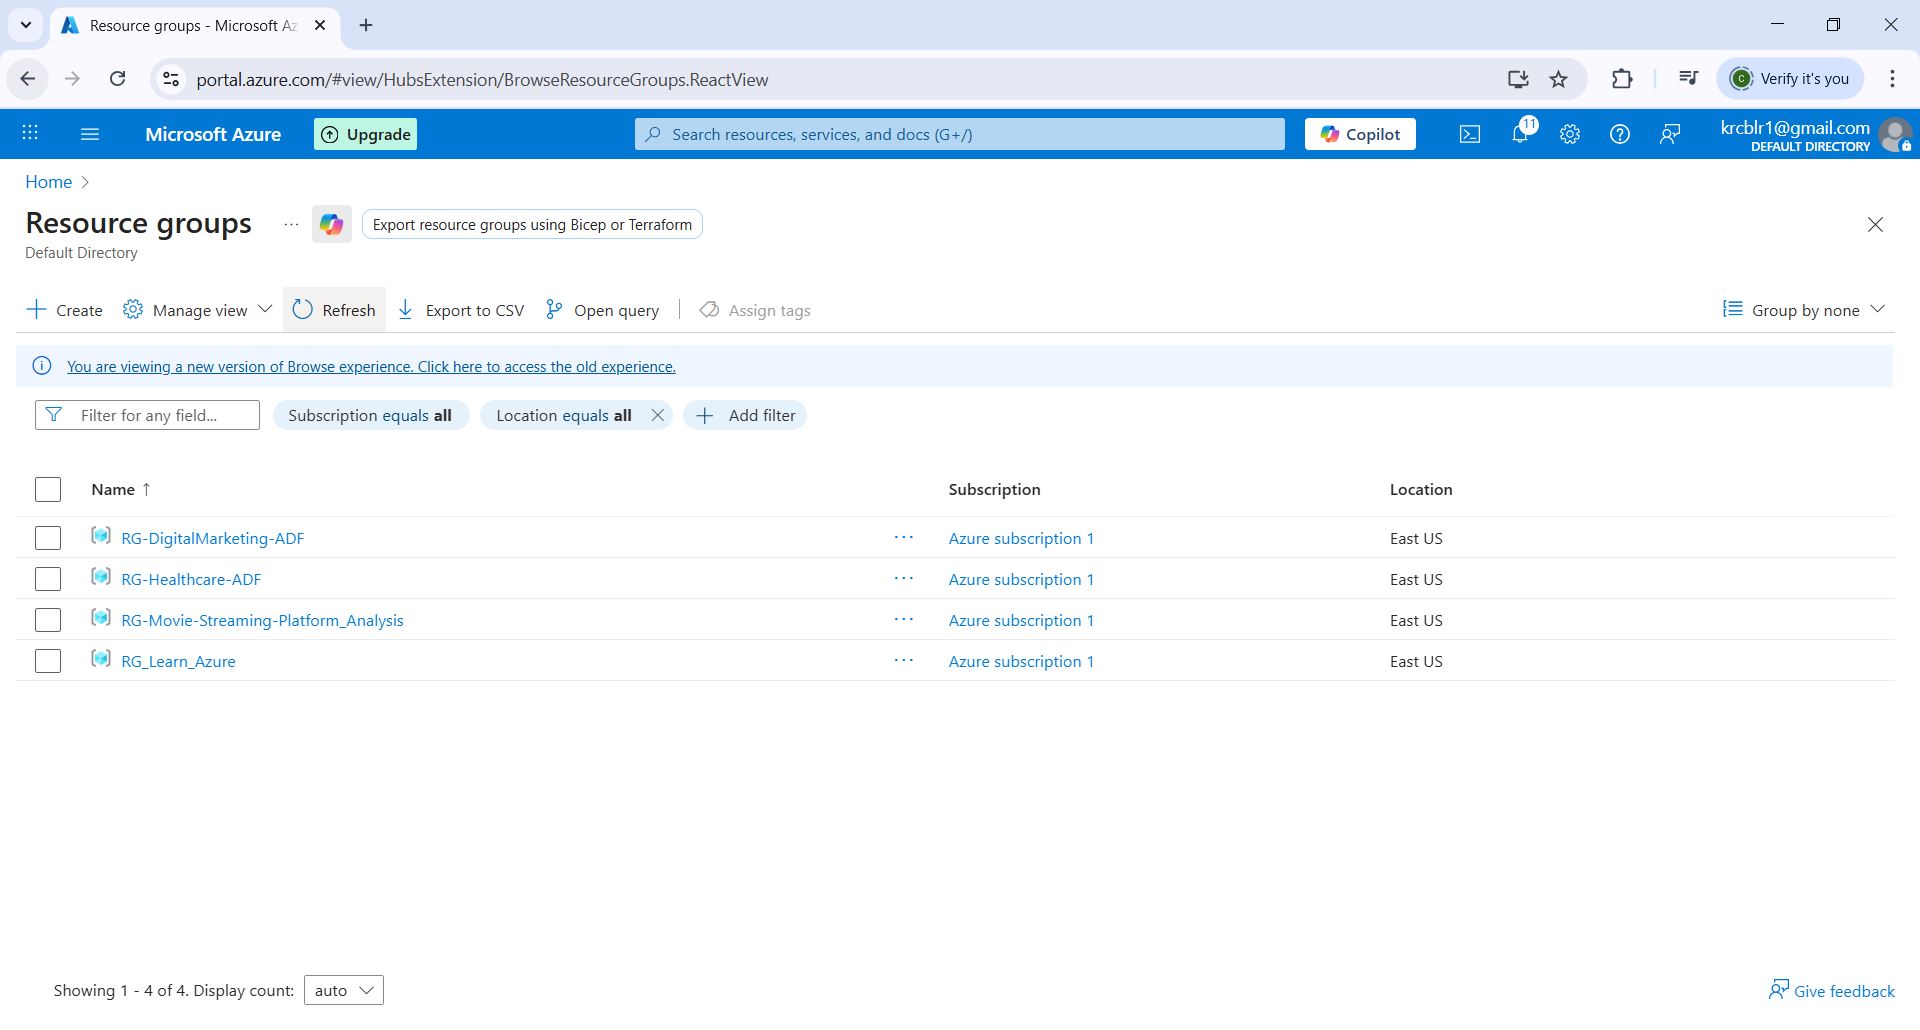 Resource groups - Microsoft Az
portal.azure.com/#view/HubsExtension/BrowseResourceGroups.ReactView
Verify it's you
Microsoft Azure
Upgrade
Search resources, services, and docs (G+/)
Copilot
11
krcblr1@gmail.com
DEFAULT DIRECTORY
Home
Resource groups
Export resource groups using Bicep or Terraform
Default Directory
Create
Manage view
Refresh
Export to CSV
Open query
Assign tags
Group by none
You are viewing a new version of Browse experience. Click here to access the old experience.
Filter for any field...
Subscription equals all
Location equals all
Add filter
Name ↑
Subscription
Location
RG-DigitalMarketing-ADF
Azure subscription 1
East US
RG-Healthcare-ADF
Azure subscription 1
East US
RG-Movie-Streaming-Platform_Analysis
Azure subscription 1
East US
RG_Learn_Azure
Azure subscription 1
East US
Showing 1 - 4 of 4. Display count: auto
Give feedback